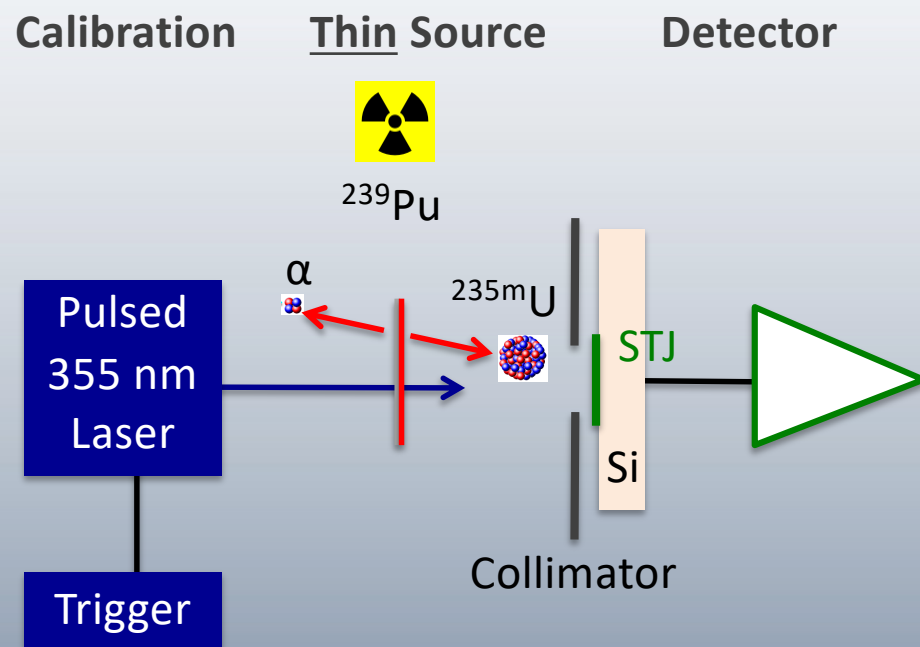 Calibration
Thin Source
Detector
²³⁹Pu
α
²³⁵ᵐU
Pulsed
355 nm
Laser
STJ
Si
Collimator
Trigger